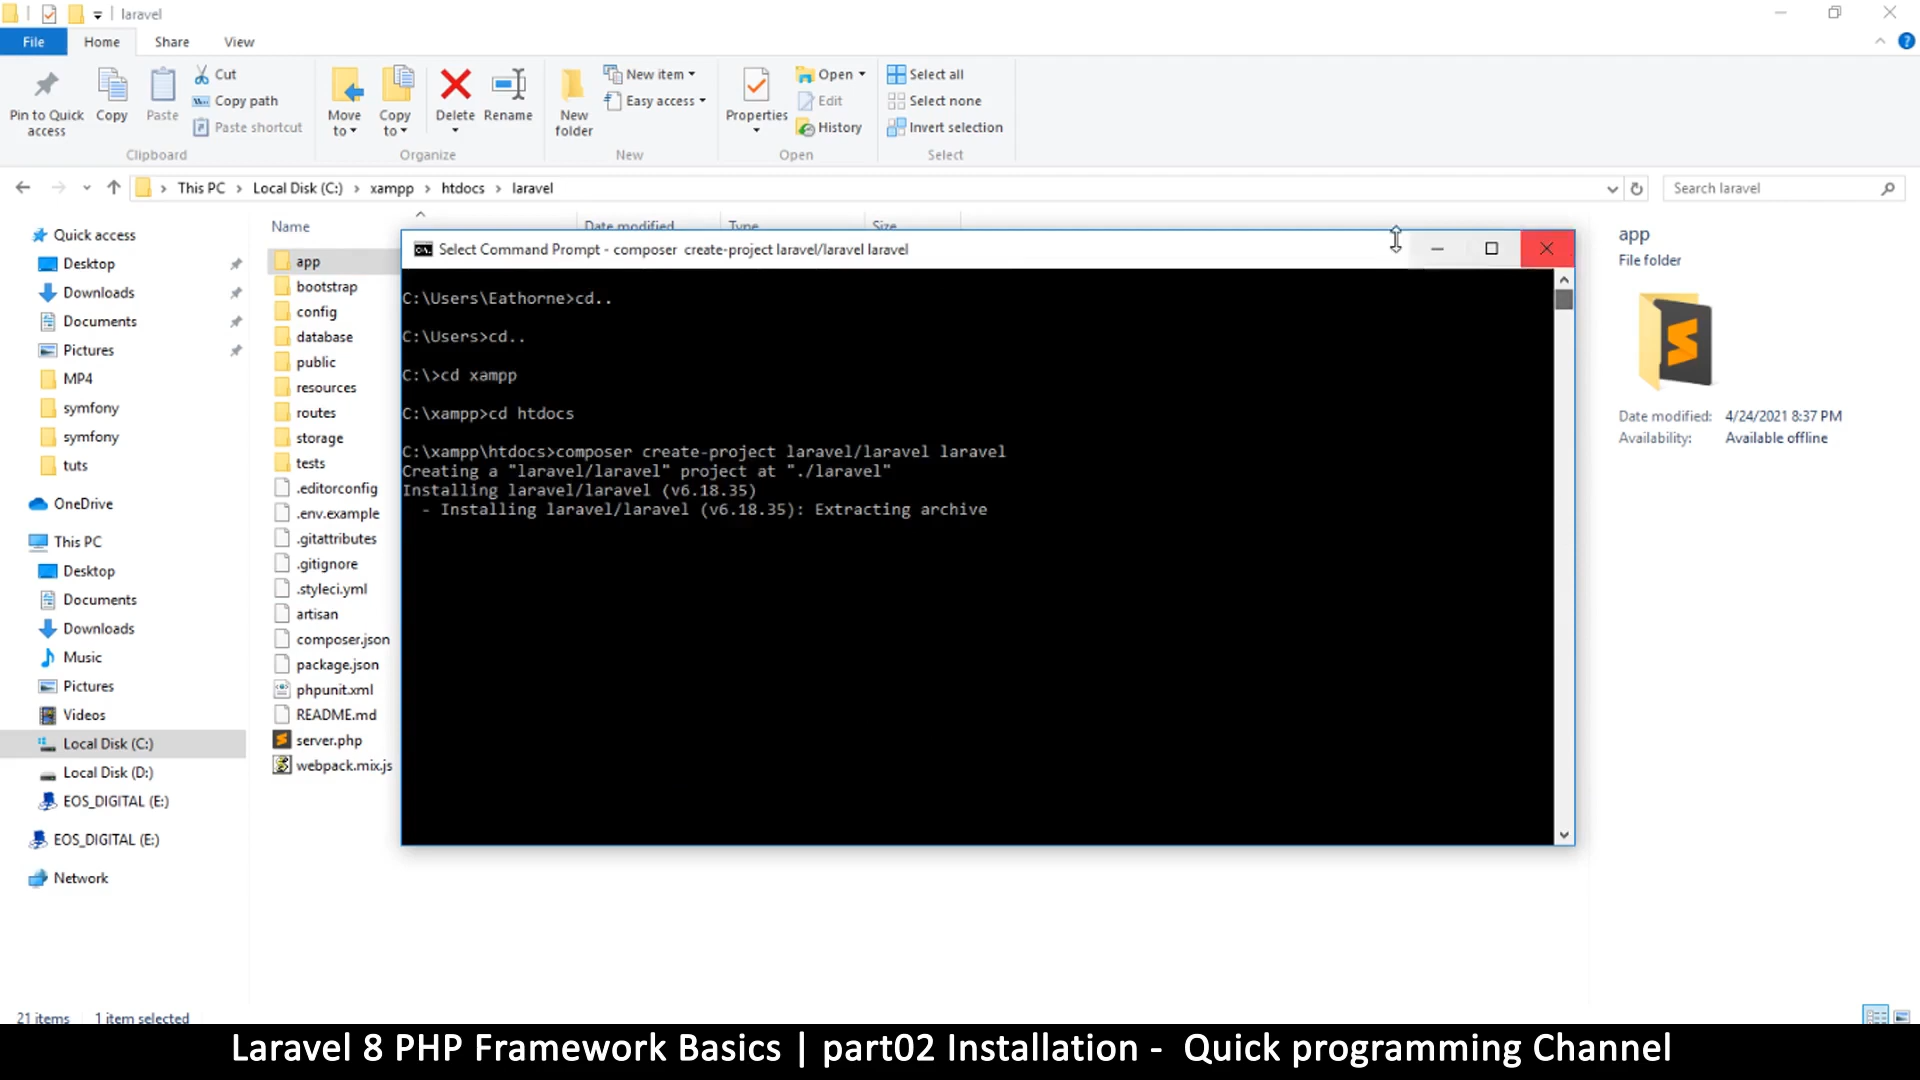 laravel
File
Home
Share
View
Pin to Quick access
Copy
Paste
Cut
Copy path
Paste shortcut
Clipboard
Move to
Copy to
Delete
Rename
Organize
New folder
New item
Easy access
New
Properties
Open
Edit
History
Open
Select all
Select none
Invert selection
Select
This PC > Local Disk (C:) > xampp > htdocs > laravel
Search laravel
Quick access
Desktop
Downloads
Documents
Pictures
MP4
symfony
symfony
tuts
OneDrive
This PC
Desktop
Documents
Downloads
Music
Pictures
Videos
Local Disk (C:)
Local Disk (D:)
EOS_DIGITAL (E:)
EOS_DIGITAL (E:)
Network
Name
Date modified
Type
Size
app
bootstrap
config
database
public
resources
routes
storage
tests
.editorconfig
.env.example
.gitattributes
.gitignore
.styleci.yml
artisan
composer.json
package.json
phpunit.xml
README.md
server.php
webpack.mix.js
Select Command Prompt - composer  create-project laravel/laravel laravel
C:\Users\Eathorne>cd..
C:\Users>cd..
C:\>cd xampp
C:\xampp>cd htdocs
C:\xampp\htdocs>composer create-project laravel/laravel laravel
Creating a "laravel/laravel" project at "./laravel"
Installing laravel/laravel (v6.18.35)
- Installing laravel/laravel (v6.18.35): Extracting archive
app
File folder
Date modified: 4/24/2021 8:37 PM
Availability: Available offline
21 items
1 item selected
Laravel 8 PHP Framework Basics | part02 Installation -  Quick programming Channel